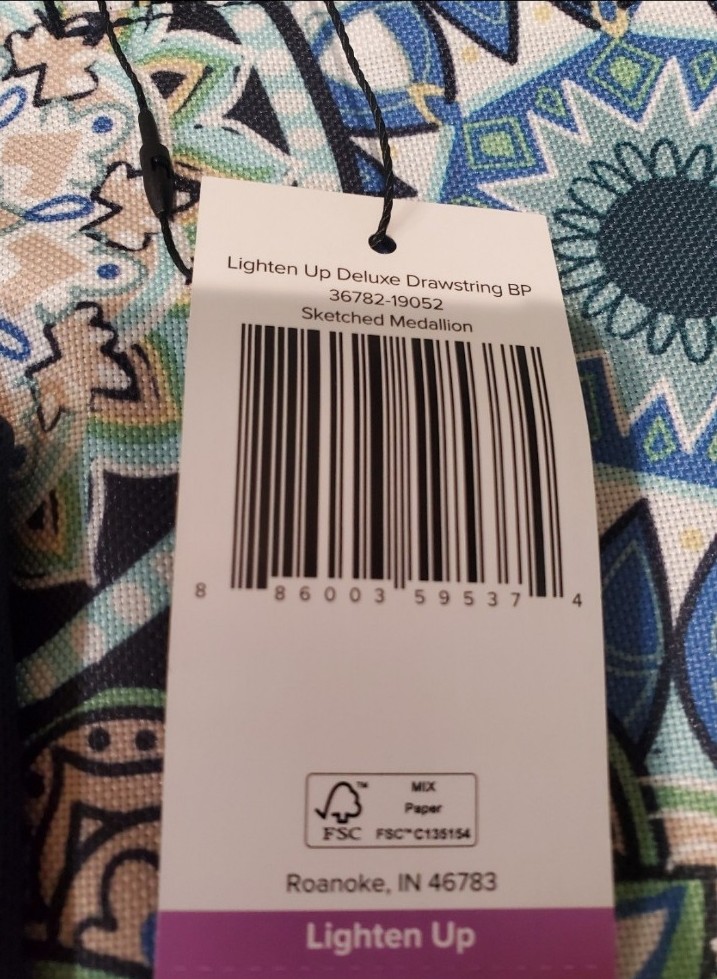 Lighten Up Deluxe Drawstring BP
36782-19052
Sketched Medallion
8 86003 59537 4
™ MIX
Paper
FSC FSC™ C135154
Roanoke, IN 46783
Lighten Up